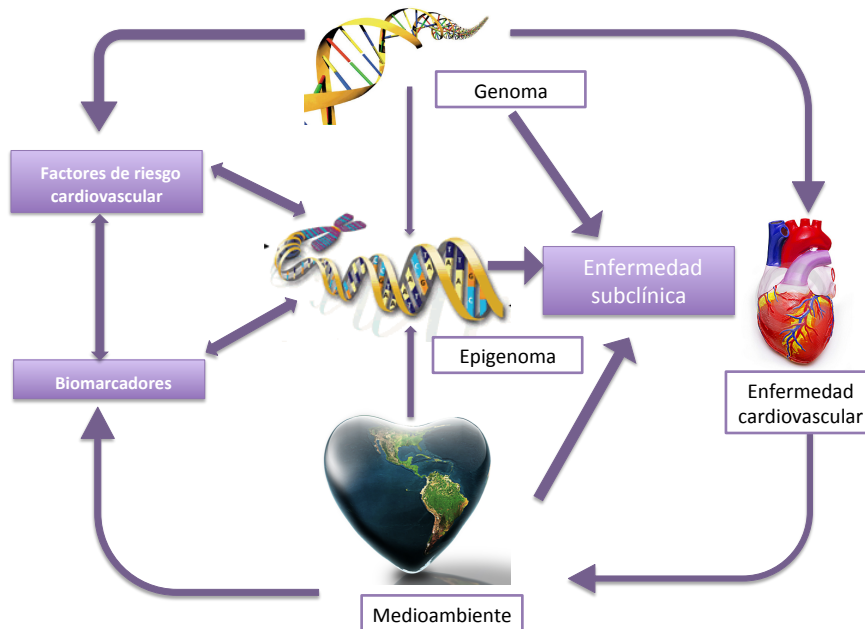 Genoma
Factores de riesgo
cardiovascular
Enfermedad
subclínica
Epigenoma
Biomarcadores
Enfermedad
cardiovascular
Medioambiente